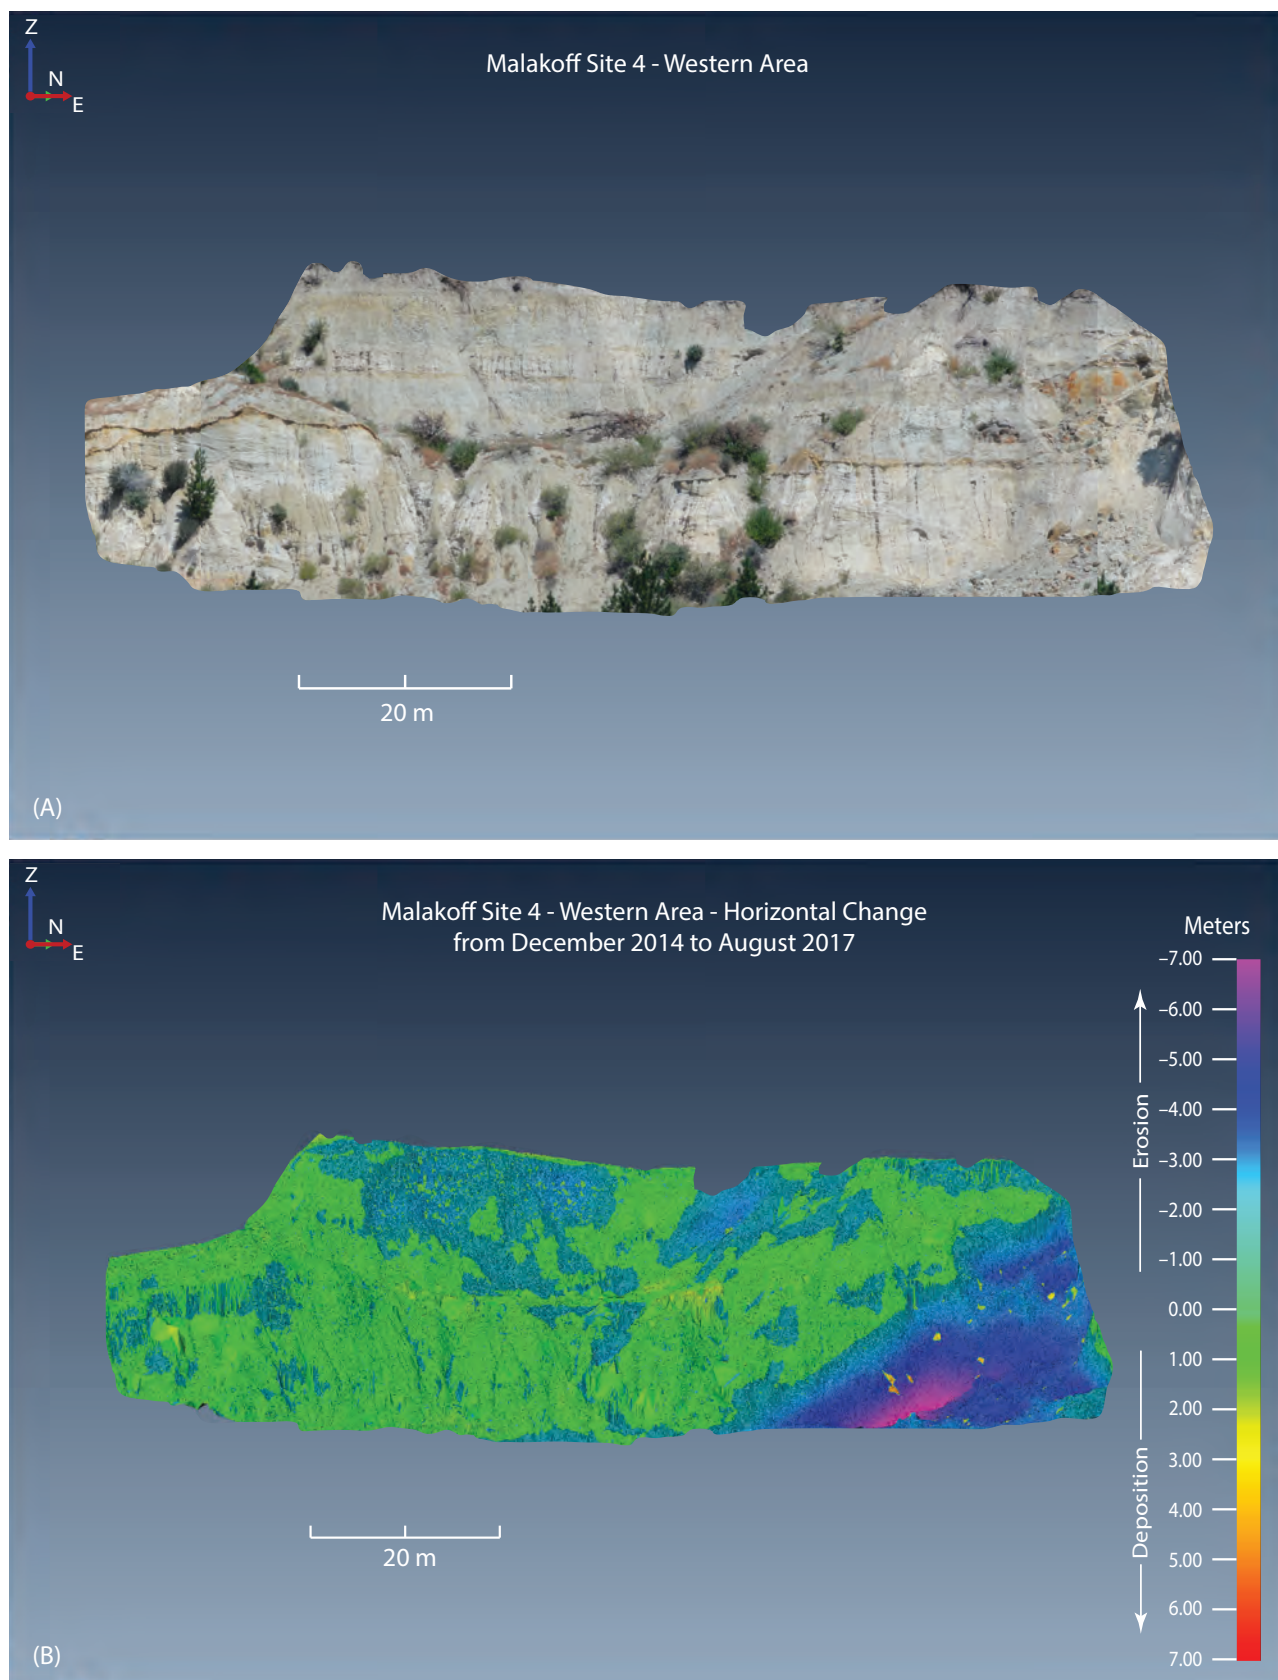 Z
N
E
Malakoff Site 4 - Western Area
20 m
(A)
Z
N
E
Malakoff Site 4 - Western Area - Horizontal Change
from December 2014 to August 2017
Meters
–7.00
–6.00
–5.00
–4.00
–3.00
–2.00
–1.00
0.00
1.00
2.00
3.00
4.00
5.00
6.00
7.00
Erosion
Deposition
20 m
(B)